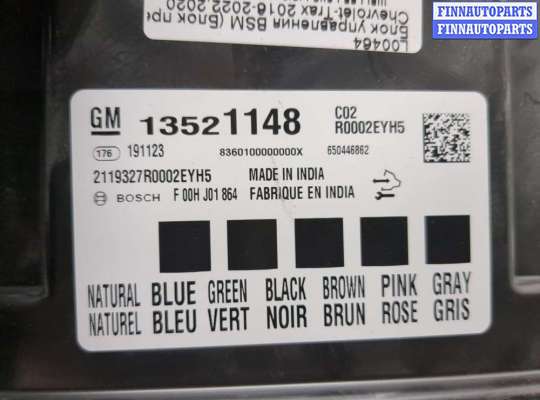 FINNAUTOPARTS
FINNAUTOPARTS
L00464
Блок управления BSM (Блок пре
Chevrolet Trax 2016-2022 2020
GM 13521148
C02
R0002EYH5
176 191123
8360100000000X
650446862
2119327R0002EYH5
MADE IN INDIA
BOSCH F 00H J01 864 FABRIQUE EN INDIA
NATURAL BLUE GREEN BLACK BROWN PINK GRAY
NATUREL BLEU VERT NOIR BRUN ROSE GRIS